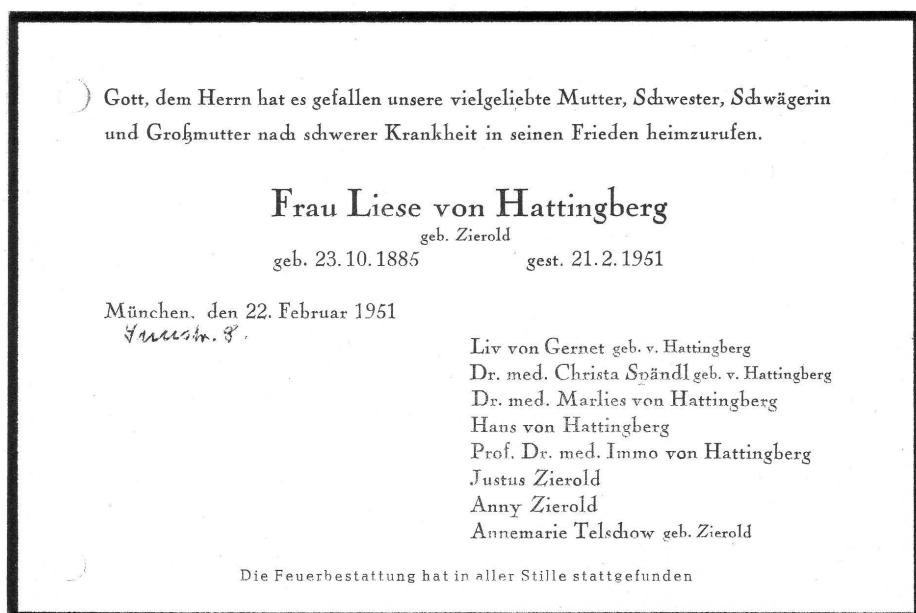 Gott, dem Herrn hat es gefallen unsere vielgeliebte Mutter, Schwester, Schwägerin
und Großmutter nach schwerer Krankheit in seinen Frieden heimzurufen.
Frau Liese von Hattingberg
geb. Zierold
geb. 23.10.1885 gest. 21.2.1951
München, den 22. Februar 1951
Liv von Gernet geb. v. Hattingberg
Dr. med. Christa Spändl geb. v. Hattingberg
Dr. med. Marlies von Hattingberg
Hans von Hattingberg
Prof. Dr. med. Immo von Hattingberg
Justus Zierold
Anny Zierold
Annemarie Telschow geb. Zierold
Die Feuerbestattung hat in aller Stille stattgefunden